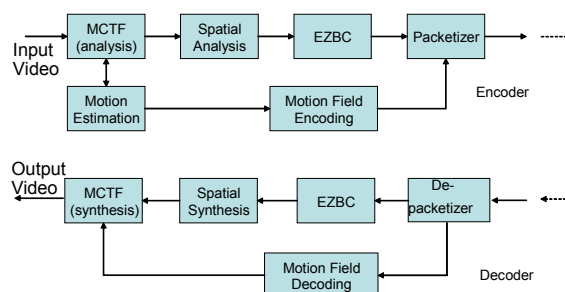 Input
Video
MCTF
(analysis)
Spatial
Analysis
EZBC
Packetizer
Motion
Estimation
Motion Field
Encoding
Encoder
Output
Video
MCTF
(synthesis)
Spatial
Synthesis
EZBC
De-
packetizer
Motion Field
Decoding
Decoder